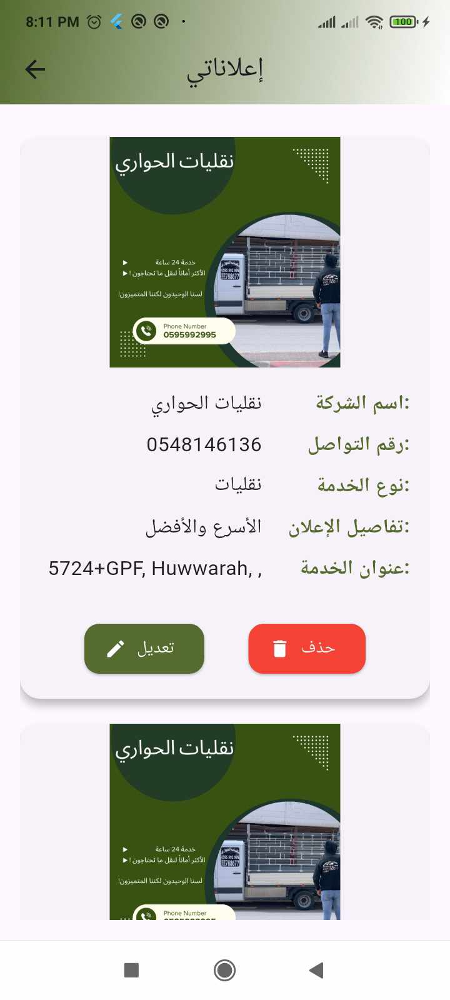 8:11 PM
100
إعلاناتي
نقليات الحواري
خدمة 24 ساعة
الأكثر أماناً لنقل ما تحتاجون !
لسنا الوحيدون لكننا المتميزون!
Phone Number
0595992995
788677
اسم الشركة:
نقليات الحواري
رقم التواصل:
0548146136
نوع الخدمة:
نقليات
تفاصيل الإعلان:
الأسرع والأفضل
عنوان الخدمة:
5724+GPF, Huwwarah, ,
حذف
تعديل
نقليات الحواري
خدمة 24 ساعة
الأكثر أماناً لنقل ما تحتاجون !
لسنا الوحيدون لكننا المتميزون!
788677
Phone Number